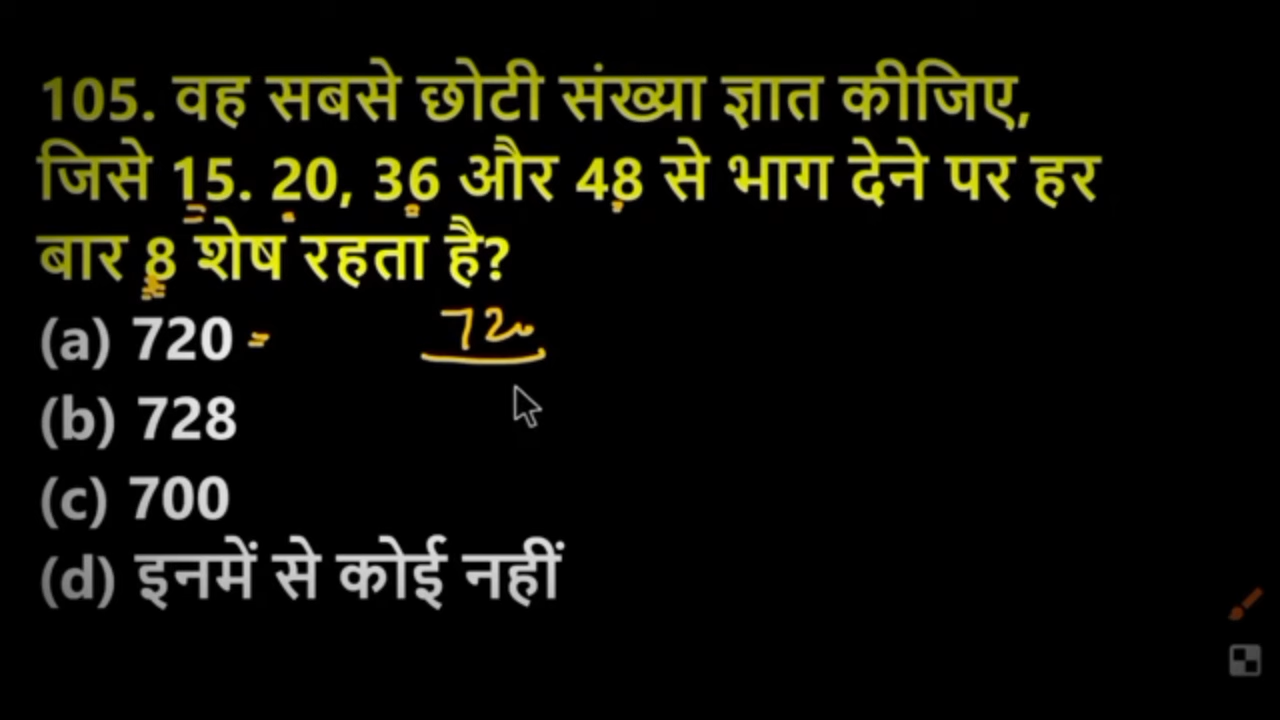 105. वह सबसे छोटी संख्या ज्ञात कीजिए,
जिसे 15. 20, 36 और 48 से भाग देने पर हर
बार 8 शेष रहता है?
(a) 720 =
720
(b) 728
(c) 700
(d) इनमें से कोई नहीं